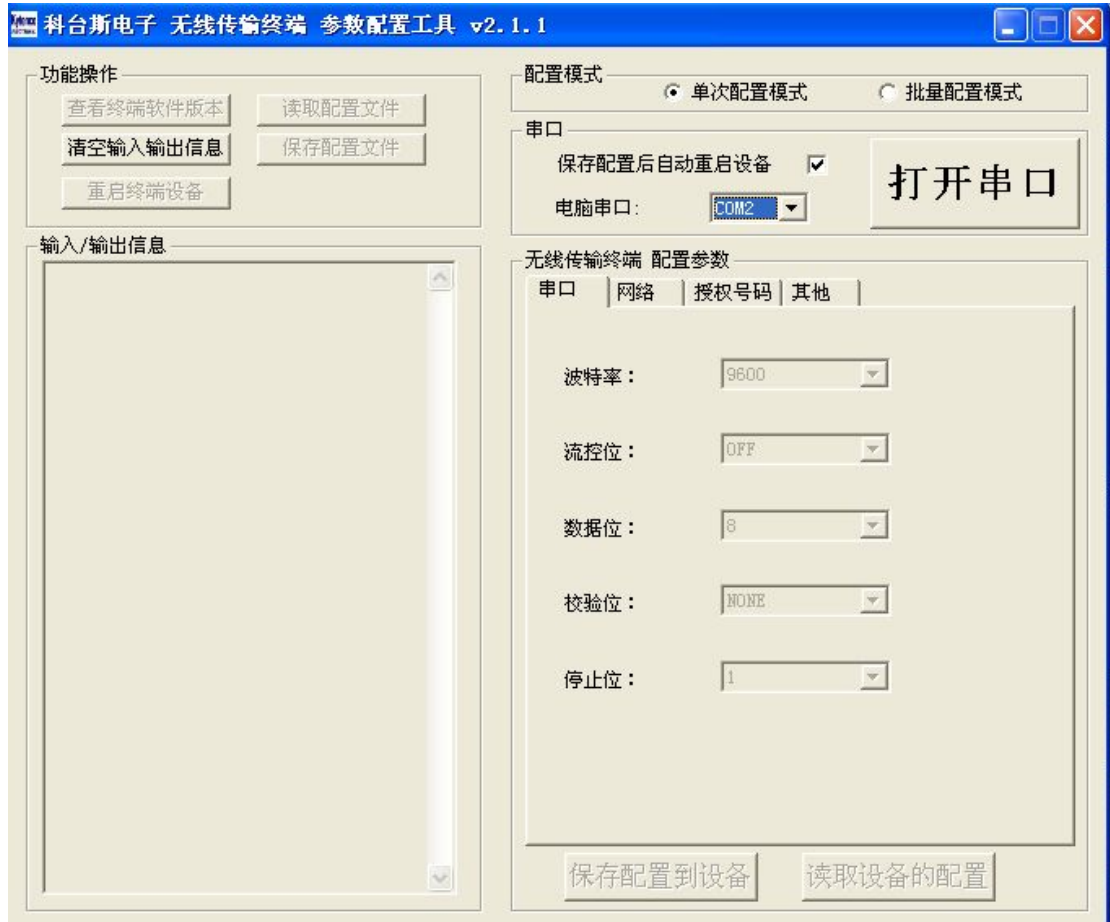 科台斯电子 无线传输终端 参数配置工具 v2.1.1
功能操作
查看终端软件版本 读取配置文件
清空输入输出信息 保存配置文件
重启终端设备
输入/输出信息
配置模式
单次配置模式 批量配置模式
串口
保存配置后自动重启设备
电脑串口: COM2
打开串口
无线传输终端 配置参数
串口 网络 授权号码 其他
波特率： 9600
流控位： OFF
数据位： 8
校验位： NONE
停止位： 1
保存配置到设备 读取设备的配置